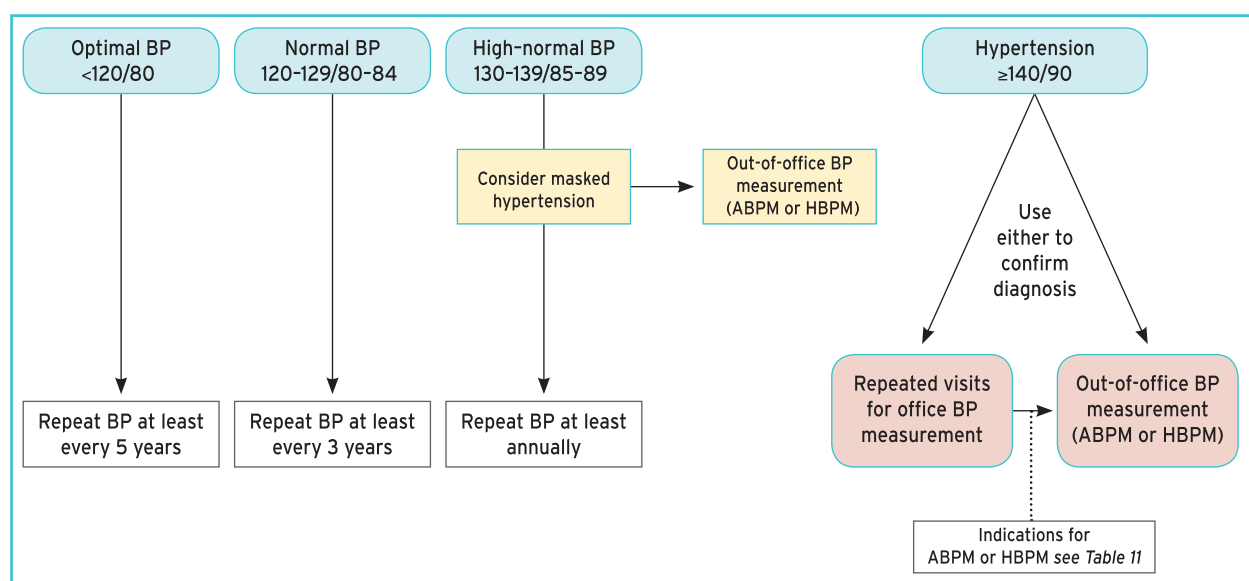 Optimal BP
<120/80
Normal BP
120–129/80–84
High–normal BP
130–139/85–89
Hypertension
≥140/90
Consider masked
hypertension
Out-of-office BP
measurement
(ABPM or HBPM)
Use
either to
confirm
diagnosis
Repeat BP at least
every 5 years
Repeat BP at least
every 3 years
Repeat BP at least
annually
Repeated visits
for office BP
measurement
Out-of-office BP
measurement
(ABPM or HBPM)
Indications for
ABPM or HBPM see Table 11